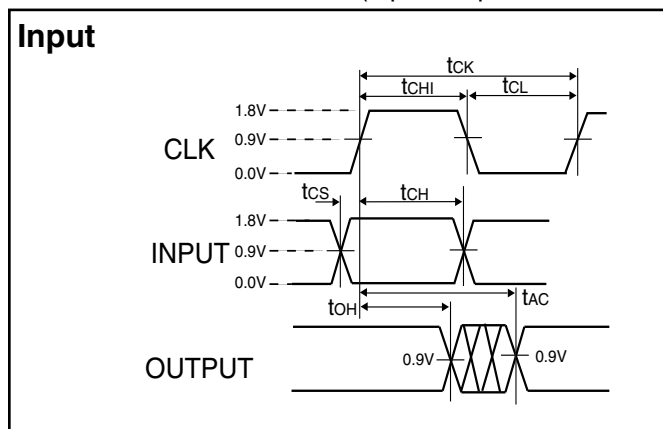 Input
tCK
tCHI tCL
1.8V
CLK 0.9V
0.0V
tCS tCH
1.8V
INPUT 0.9V
0.0V
tOH tAC
OUTPUT 0.9V 0.9V